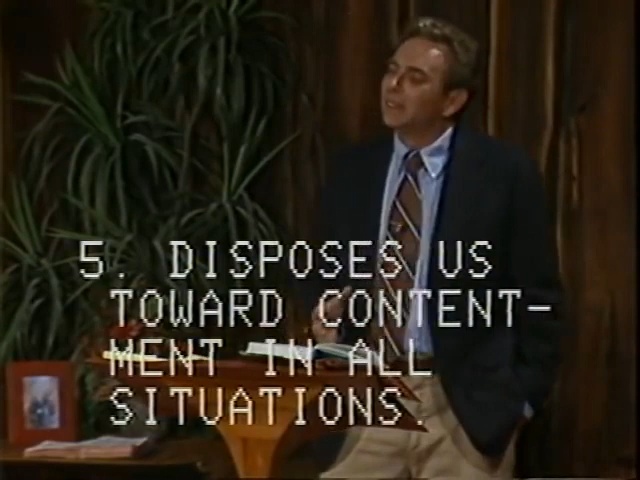 5. DISPOSES US
TOWARD CONTENT-
MENT IN ALL
SITUATIONS